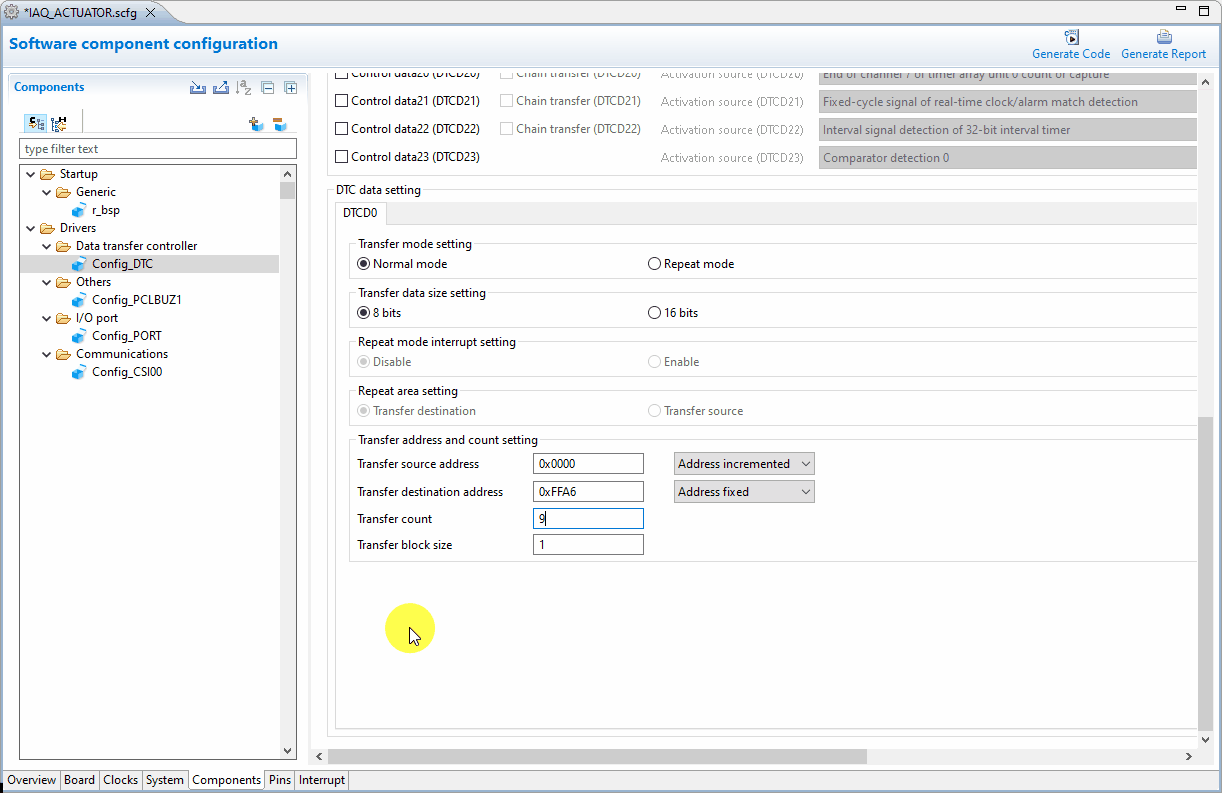 *IAQ_ACTUATOR.scfg
Software component configuration
Generate Code Generate Report
Components
type filter text
Startup
Generic
r_bsp
Drivers
Data transfer controller
Config_DTC
Others
Config_PCLBUZ1
I/O port
Config_PORT
Communications
Config_CSI00
Control data20 (DTCD20) Chain transfer (DTCD20) Activation source (DTCD20) End of channel 7 of timer array unit 0 count or capture
Control data21 (DTCD21) Chain transfer (DTCD21) Activation source (DTCD21) Fixed-cycle signal of real-time clock/alarm match detection
Control data22 (DTCD22) Chain transfer (DTCD22) Activation source (DTCD22) Interval signal detection of 32-bit interval timer
Control data23 (DTCD23) Activation source (DTCD23) Comparator detection 0
DTC data setting
DTCD0
Transfer mode setting
Normal mode Repeat mode
Transfer data size setting
8 bits 16 bits
Repeat mode interrupt setting
Disable Enable
Repeat area setting
Transfer destination Transfer source
Transfer address and count setting
Transfer source address 0x0000 Address incremented
Transfer destination address 0xFFA6 Address fixed
Transfer count 9
Transfer block size 1
Overview Board Clocks System Components Pins Interrupt